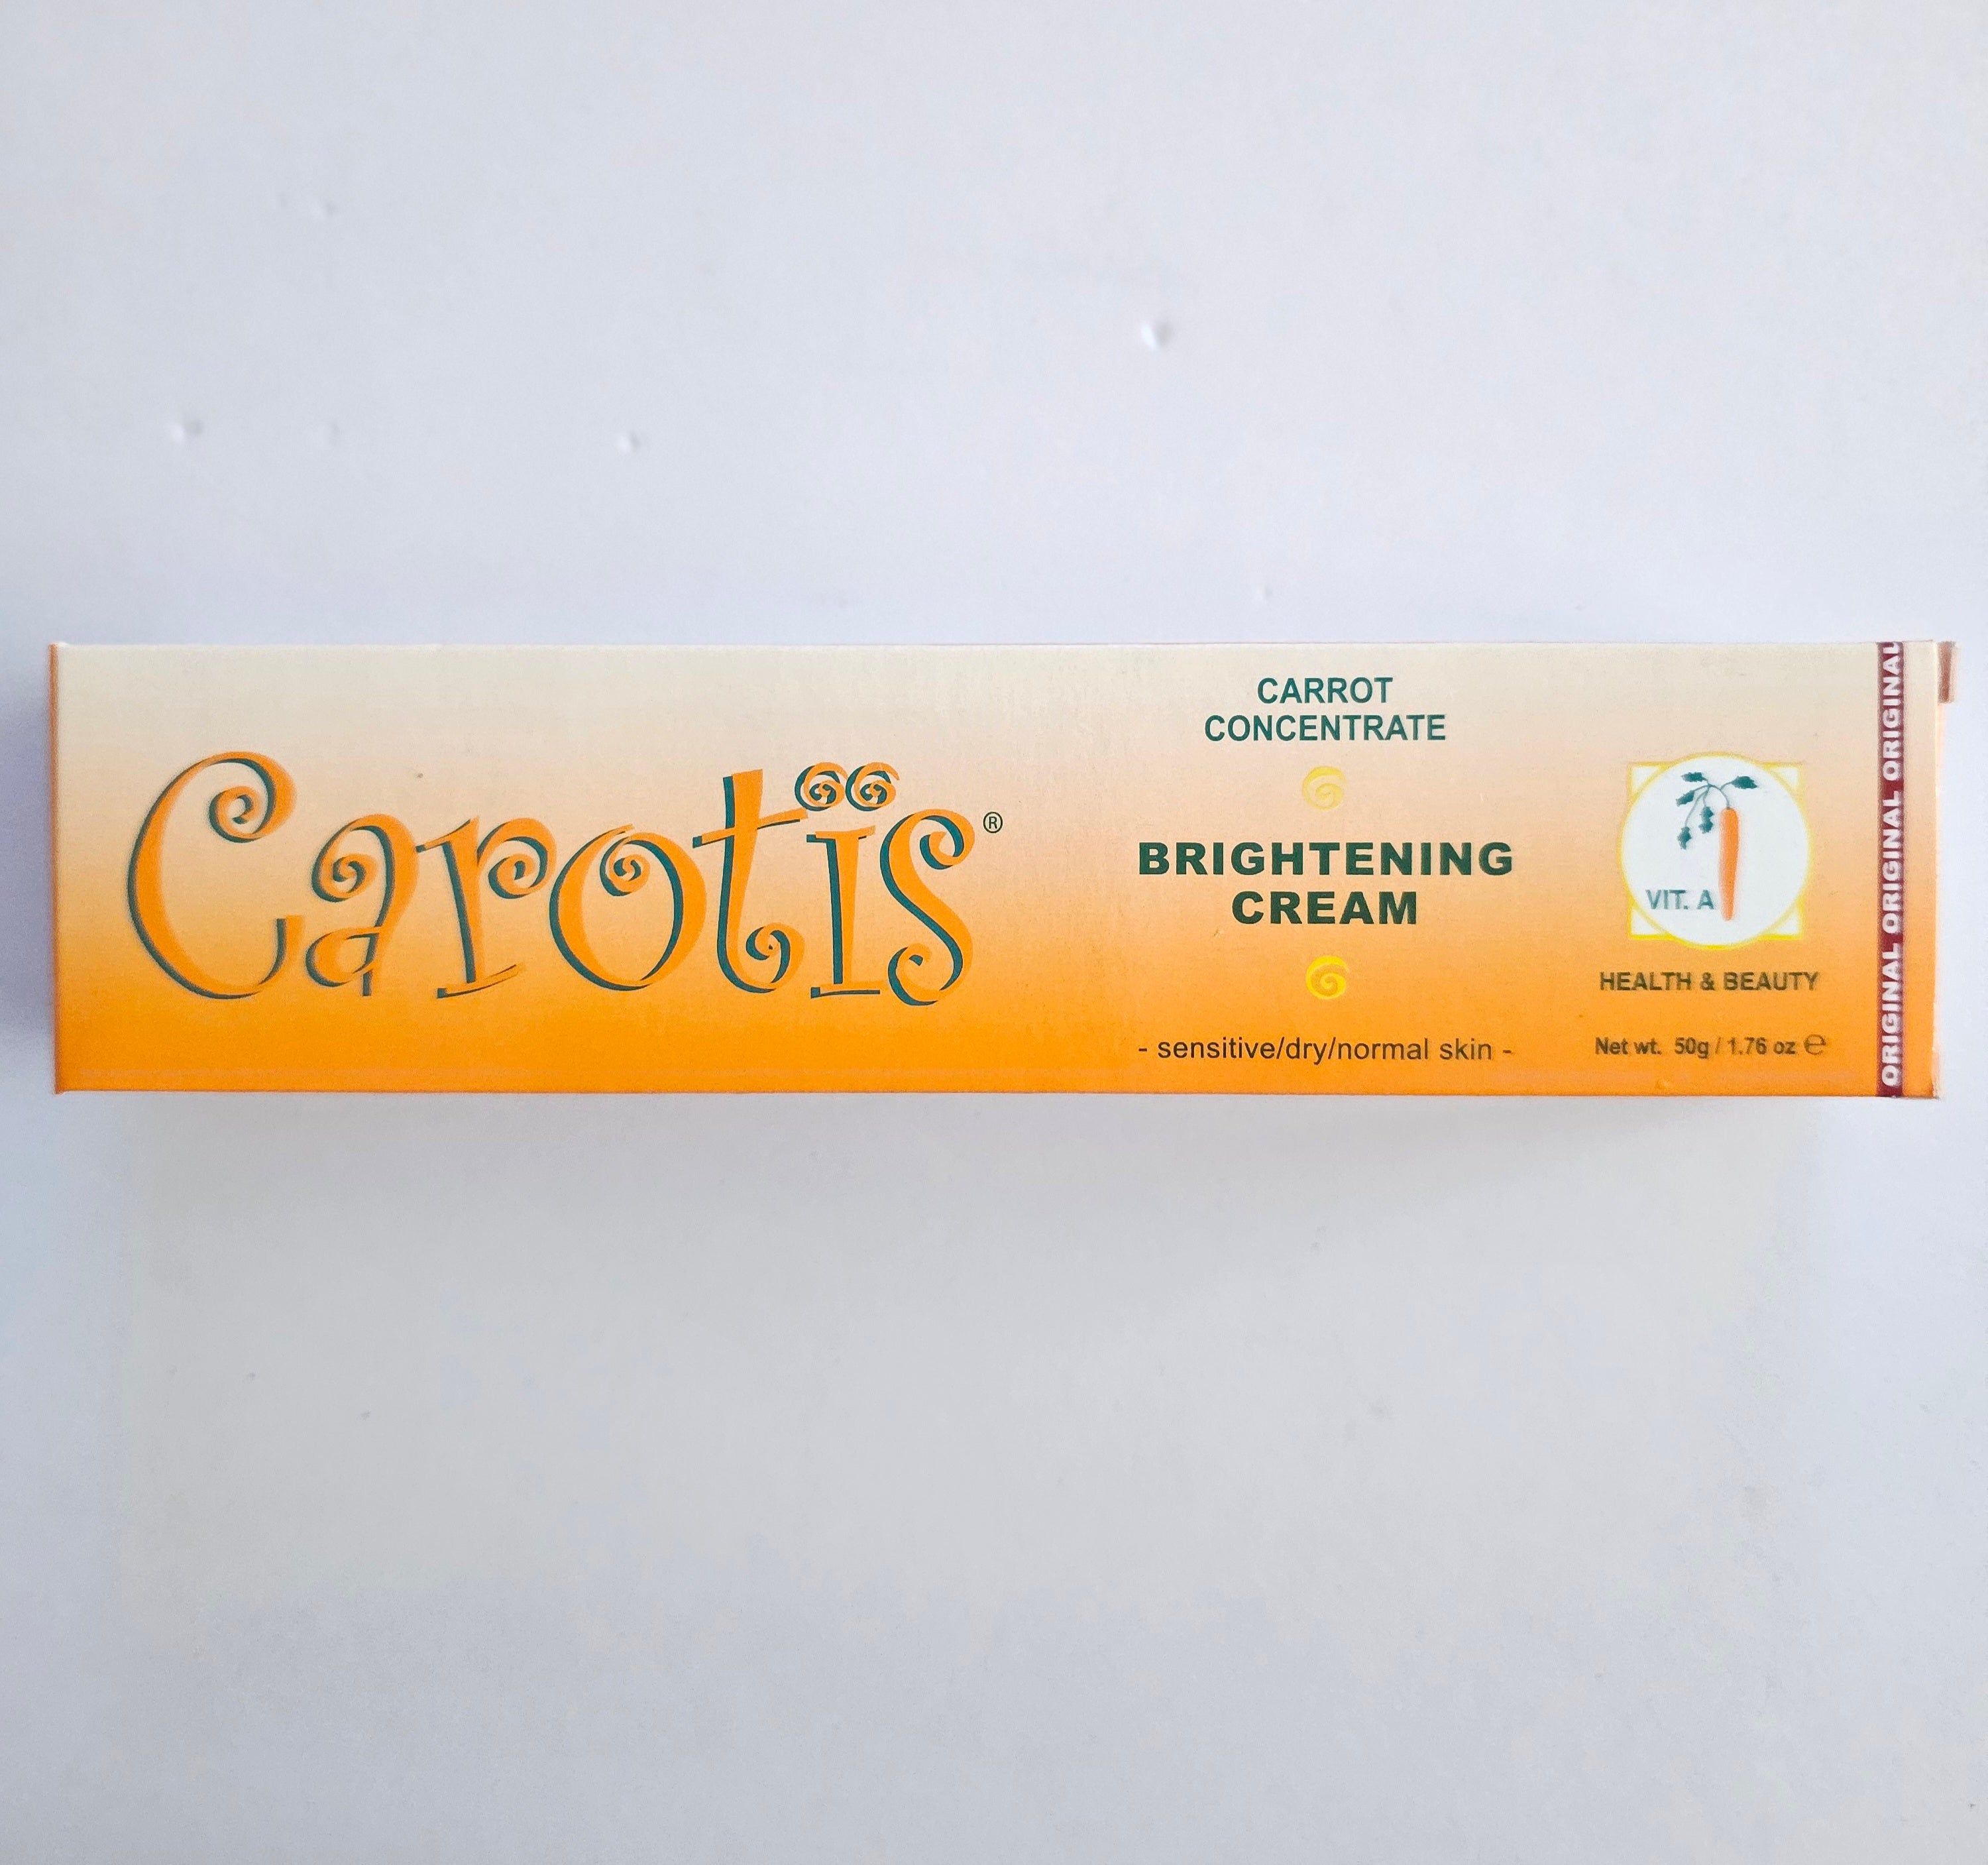 Carotïs®
CARROT
CONCENTRATE
BRIGHTENING
CREAM
- sensitive/dry/normal skin -
VIT. A
HEALTH & BEAUTY
Net wt. 50g / 1.76 oz ℮
ORIGINAL ORIGINAL ORIGINAL